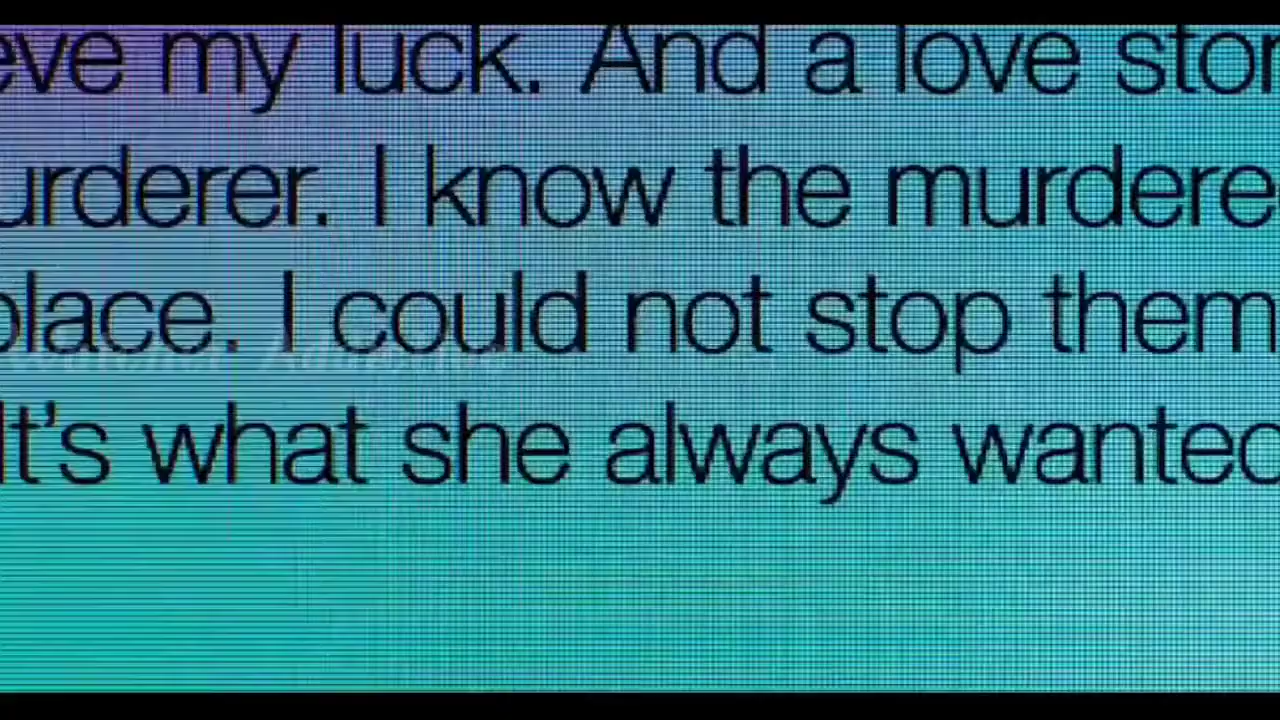 eve my luck. And a love stor
urderer. I know the murdere
place. I could not stop them
It's what she always wanted